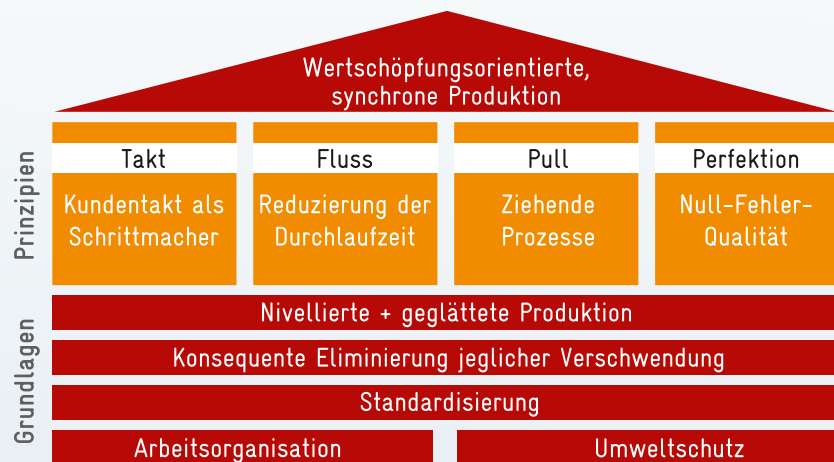 Wertschöpfungsorientierte,
synchrone Produktion
Prinzipien
Takt
Kundentakt als
Schrittmacher
Fluss
Reduzierung der
Durchlaufzeit
Pull
Ziehende
Prozesse
Perfektion
Null-Fehler-
Qualität
Grundlagen
Nivellierte + geglättete Produktion
Konsequente Eliminierung jeglicher Verschwendung
Standardisierung
Arbeitsorganisation
Umweltschutz